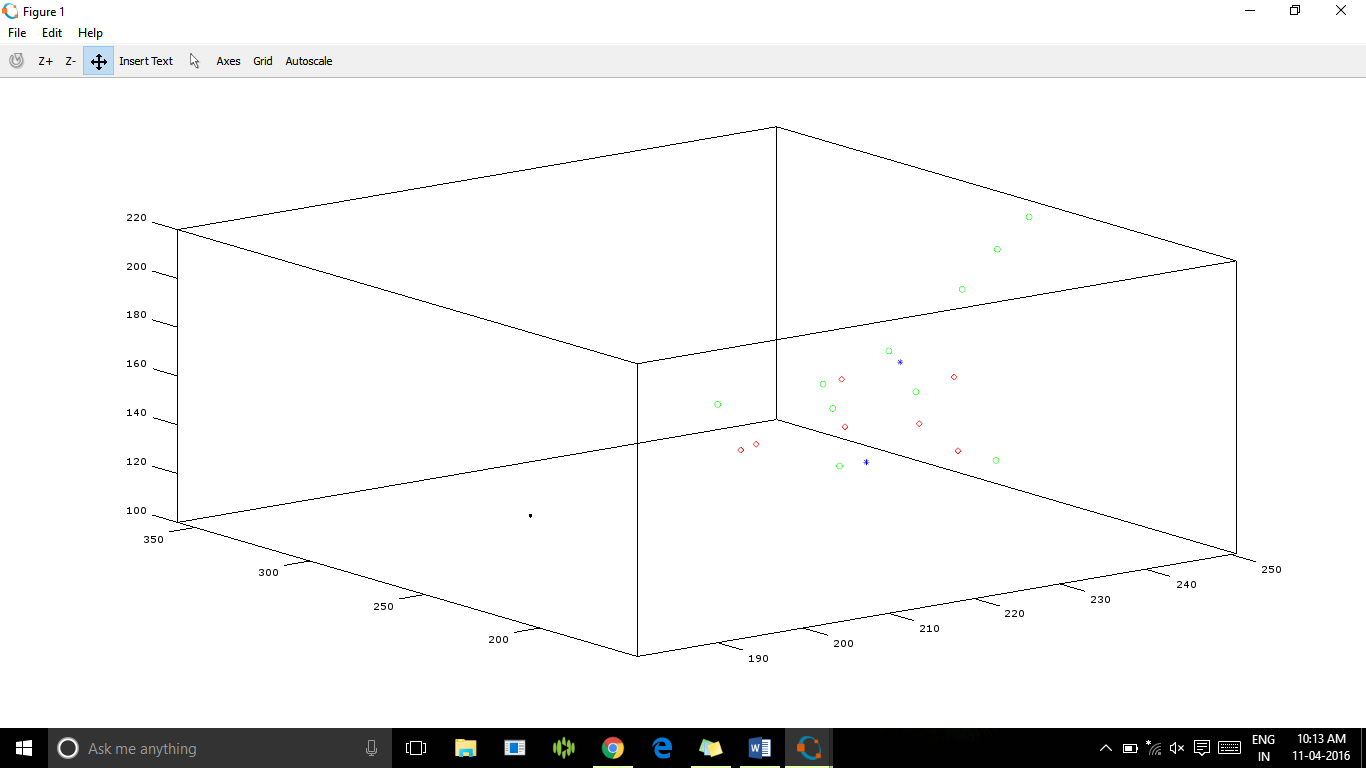 Figure 1
File Edit Help
Z+ Z- Insert Text Axes Grid Autoscale
220
200
180
160
140
120
100
350
300
250
200
190
200
210
220
230
240
250
Ask me anything
ENG
IN
10:13 AM
11-04-2016